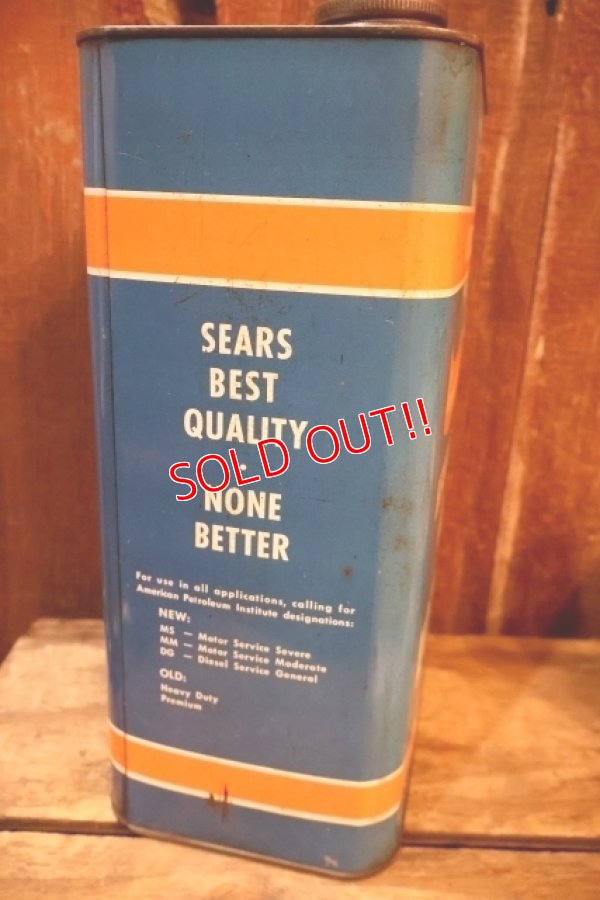 SEARS
BEST
QUALITY
•
NONE
BETTER
SOLD OUT!!
For use in all applications, calling for
American Petroleum Institute designations:
NEW:
MS — Motor Service Severe
MM — Motor Service Moderate
DG — Diesel Service General
OLD:
Heavy Duty
Premium